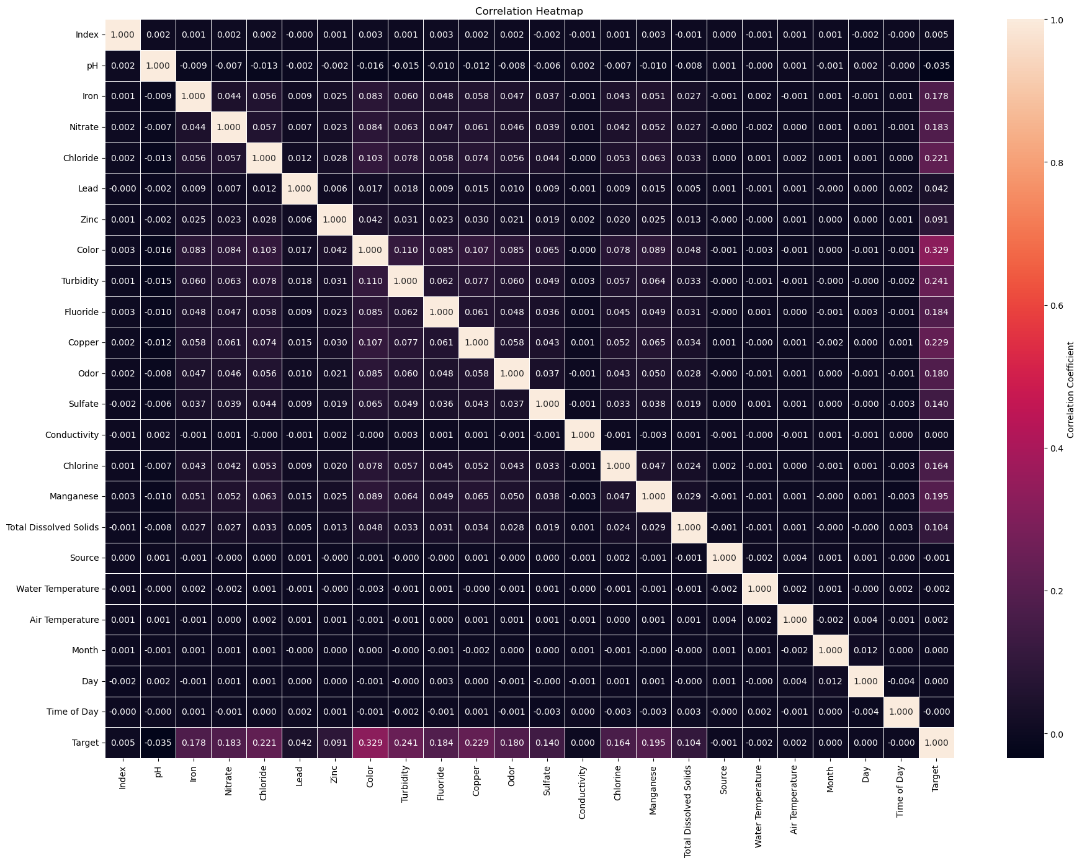 Correlation Heatmap
Index 1.000 0.002 0.001 0.002 0.002 -0.000 0.001 0.003 0.001 0.003 0.002 0.002 -0.002 -0.001 0.001 0.003 -0.001 0.000 -0.001 0.001 0.001 -0.002 -0.000 0.005
pH 0.002 1.000 -0.009 -0.007 -0.013 -0.002 -0.002 -0.016 -0.015 -0.010 -0.012 -0.008 -0.006 0.002 -0.007 -0.010 -0.008 0.001 -0.000 0.001 -0.001 0.002 -0.000 -0.035
Iron 0.001 -0.009 1.000 0.044 0.056 0.009 0.025 0.083 0.060 0.048 0.058 0.047 0.037 -0.001 0.043 0.051 0.027 -0.001 0.002 -0.001 0.001 -0.001 0.001 0.178
Nitrate 0.002 -0.007 0.044 1.000 0.057 0.007 0.023 0.084 0.063 0.047 0.061 0.046 0.039 0.001 0.042 0.052 0.027 -0.000 -0.002 0.000 0.001 0.001 -0.001 0.183
Chloride 0.002 -0.013 0.056 0.057 1.000 0.012 0.028 0.103 0.078 0.058 0.074 0.056 0.044 -0.000 0.053 0.063 0.033 -0.000 0.001 0.002 0.001 0.001 0.000 0.221
Lead -0.000 -0.002 0.009 0.007 0.012 1.000 0.006 0.017 0.018 0.009 0.015 0.010 0.009 -0.001 0.009 0.015 0.005 0.001 -0.001 0.001 -0.000 0.000 0.002 0.042
Zinc 0.001 -0.002 0.025 0.023 0.028 0.006 1.000 0.042 0.031 0.023 0.030 0.021 0.019 0.002 0.020 0.025 0.013 -0.000 -0.000 0.001 0.000 0.000 0.001 0.091
Color 0.003 -0.016 0.083 0.084 0.103 0.017 0.042 1.000 0.110 0.085 0.107 0.085 0.065 -0.000 0.078 0.089 0.048 -0.001 -0.003 -0.001 0.000 -0.001 -0.001 0.329
Turbidity 0.001 -0.015 0.060 0.063 0.078 0.018 0.031 0.110 1.000 0.062 0.077 0.060 0.049 0.003 0.057 0.064 0.033 -0.000 -0.001 0.001 -0.000 -0.000 -0.002 0.241
Fluoride 0.003 -0.010 0.048 0.047 0.058 0.009 0.023 0.085 0.062 1.000 0.061 0.048 0.036 0.001 0.045 0.049 0.031 -0.000 0.001 0.000 -0.001 0.003 -0.001 0.184
Copper 0.002 -0.012 0.058 0.061 0.074 0.015 0.030 0.107 0.077 0.061 1.000 0.058 0.043 0.001 0.052 0.065 0.034 0.001 -0.000 0.001 -0.002 0.000 0.001 0.229
Odor 0.002 -0.008 0.047 0.046 0.056 0.010 0.021 0.085 0.060 0.048 0.058 1.000 0.037 -0.001 0.043 0.050 0.028 -0.000 -0.001 0.001 0.000 -0.001 -0.001 0.180
Sulfate -0.002 -0.006 0.037 0.039 0.044 0.009 0.019 0.065 0.049 0.036 0.043 0.037 1.000 -0.001 0.033 0.038 0.019 0.000 0.001 0.001 0.000 -0.000 -0.003 0.140
Conductivity -0.001 0.002 -0.001 0.001 -0.000 -0.001 0.002 -0.000 0.003 0.001 0.001 -0.001 -0.001 1.000 -0.001 -0.003 0.001 -0.001 0.001 -0.001 0.000 -0.001 -0.003 0.000
Chlorine 0.001 -0.007 0.043 0.042 0.053 0.009 0.020 0.078 0.057 0.045 0.052 0.043 0.033 -0.001 1.000 0.047 0.024 0.002 -0.001 0.000 -0.000 0.001 -0.003 0.164
Manganese 0.003 -0.010 0.051 0.052 0.063 0.015 0.025 0.089 0.064 0.049 0.065 0.050 0.038 -0.003 0.047 1.000 0.029 -0.001 0.001 -0.001 -0.000 0.001 -0.003 0.195
Total Dissolved Solids -0.001 -0.008 0.027 0.027 0.033 0.005 0.013 0.048 0.033 0.031 0.034 0.028 0.019 0.001 0.024 0.029 1.000 -0.001 -0.001 0.001 -0.000 -0.000 0.003 0.104
Source 0.000 0.001 -0.001 -0.000 -0.000 0.001 -0.000 -0.001 -0.000 -0.000 0.001 -0.000 0.000 -0.001 0.002 -0.001 -0.001 1.000 -0.002 0.004 0.001 0.001 -0.000 -0.001
Water Temperature -0.001 -0.000 0.002 -0.002 0.001 -0.001 -0.000 -0.003 -0.001 0.001 -0.000 -0.001 0.001 0.001 -0.001 0.001 -0.001 -0.002 1.000 0.002 0.001 -0.000 0.002 -0.002
Air Temperature 0.001 0.001 -0.001 0.000 0.002 0.001 0.001 -0.001 0.001 0.000 0.001 0.001 0.001 -0.001 0.000 -0.001 0.001 0.004 0.002 1.000 -0.002 0.004 -0.001 0.002
Month 0.001 -0.001 0.001 0.001 0.001 -0.000 0.000 0.000 -0.000 -0.001 -0.002 0.000 0.000 0.000 -0.000 -0.000 -0.000 0.001 0.001 -0.002 1.000 0.012 0.000 0.000
Day -0.002 0.002 -0.001 0.001 0.001 0.000 0.000 -0.001 -0.000 0.003 0.000 -0.001 -0.000 -0.001 0.001 0.001 -0.000 0.001 -0.000 0.004 0.012 1.000 -0.004 0.000
Time of Day -0.000 -0.000 0.001 -0.001 0.000 0.002 0.001 -0.001 -0.002 -0.001 0.001 -0.001 -0.003 -0.003 -0.003 -0.003 0.003 -0.000 0.002 -0.001 0.000 -0.004 1.000 -0.000
Target 0.005 -0.035 0.178 0.183 0.221 0.042 0.091 0.329 0.241 0.184 0.229 0.180 0.140 0.000 0.164 0.195 0.104 -0.001 -0.002 0.002 0.000 0.000 -0.000 1.000
Index pH Iron Nitrate Chloride Lead Zinc Color Turbidity Fluoride Copper Odor Sulfate Conductivity Chlorine Manganese Total Dissolved Solids Source Water Temperature Air Temperature Month Day Time of Day Target
1.0
0.8
0.6
0.4
0.2
0.0
Correlation Coefficient